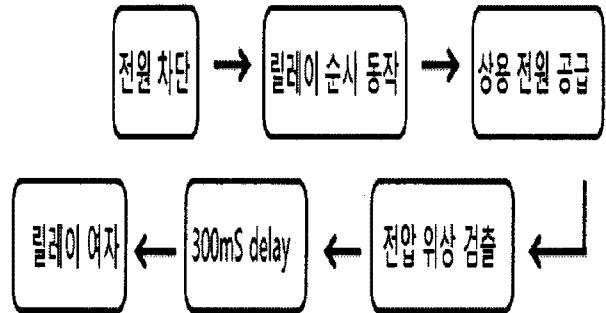 전원 차단
릴레이 순시 동작
상용 전원 공급
전압 위상 검출
300mS delay
릴레이 여자